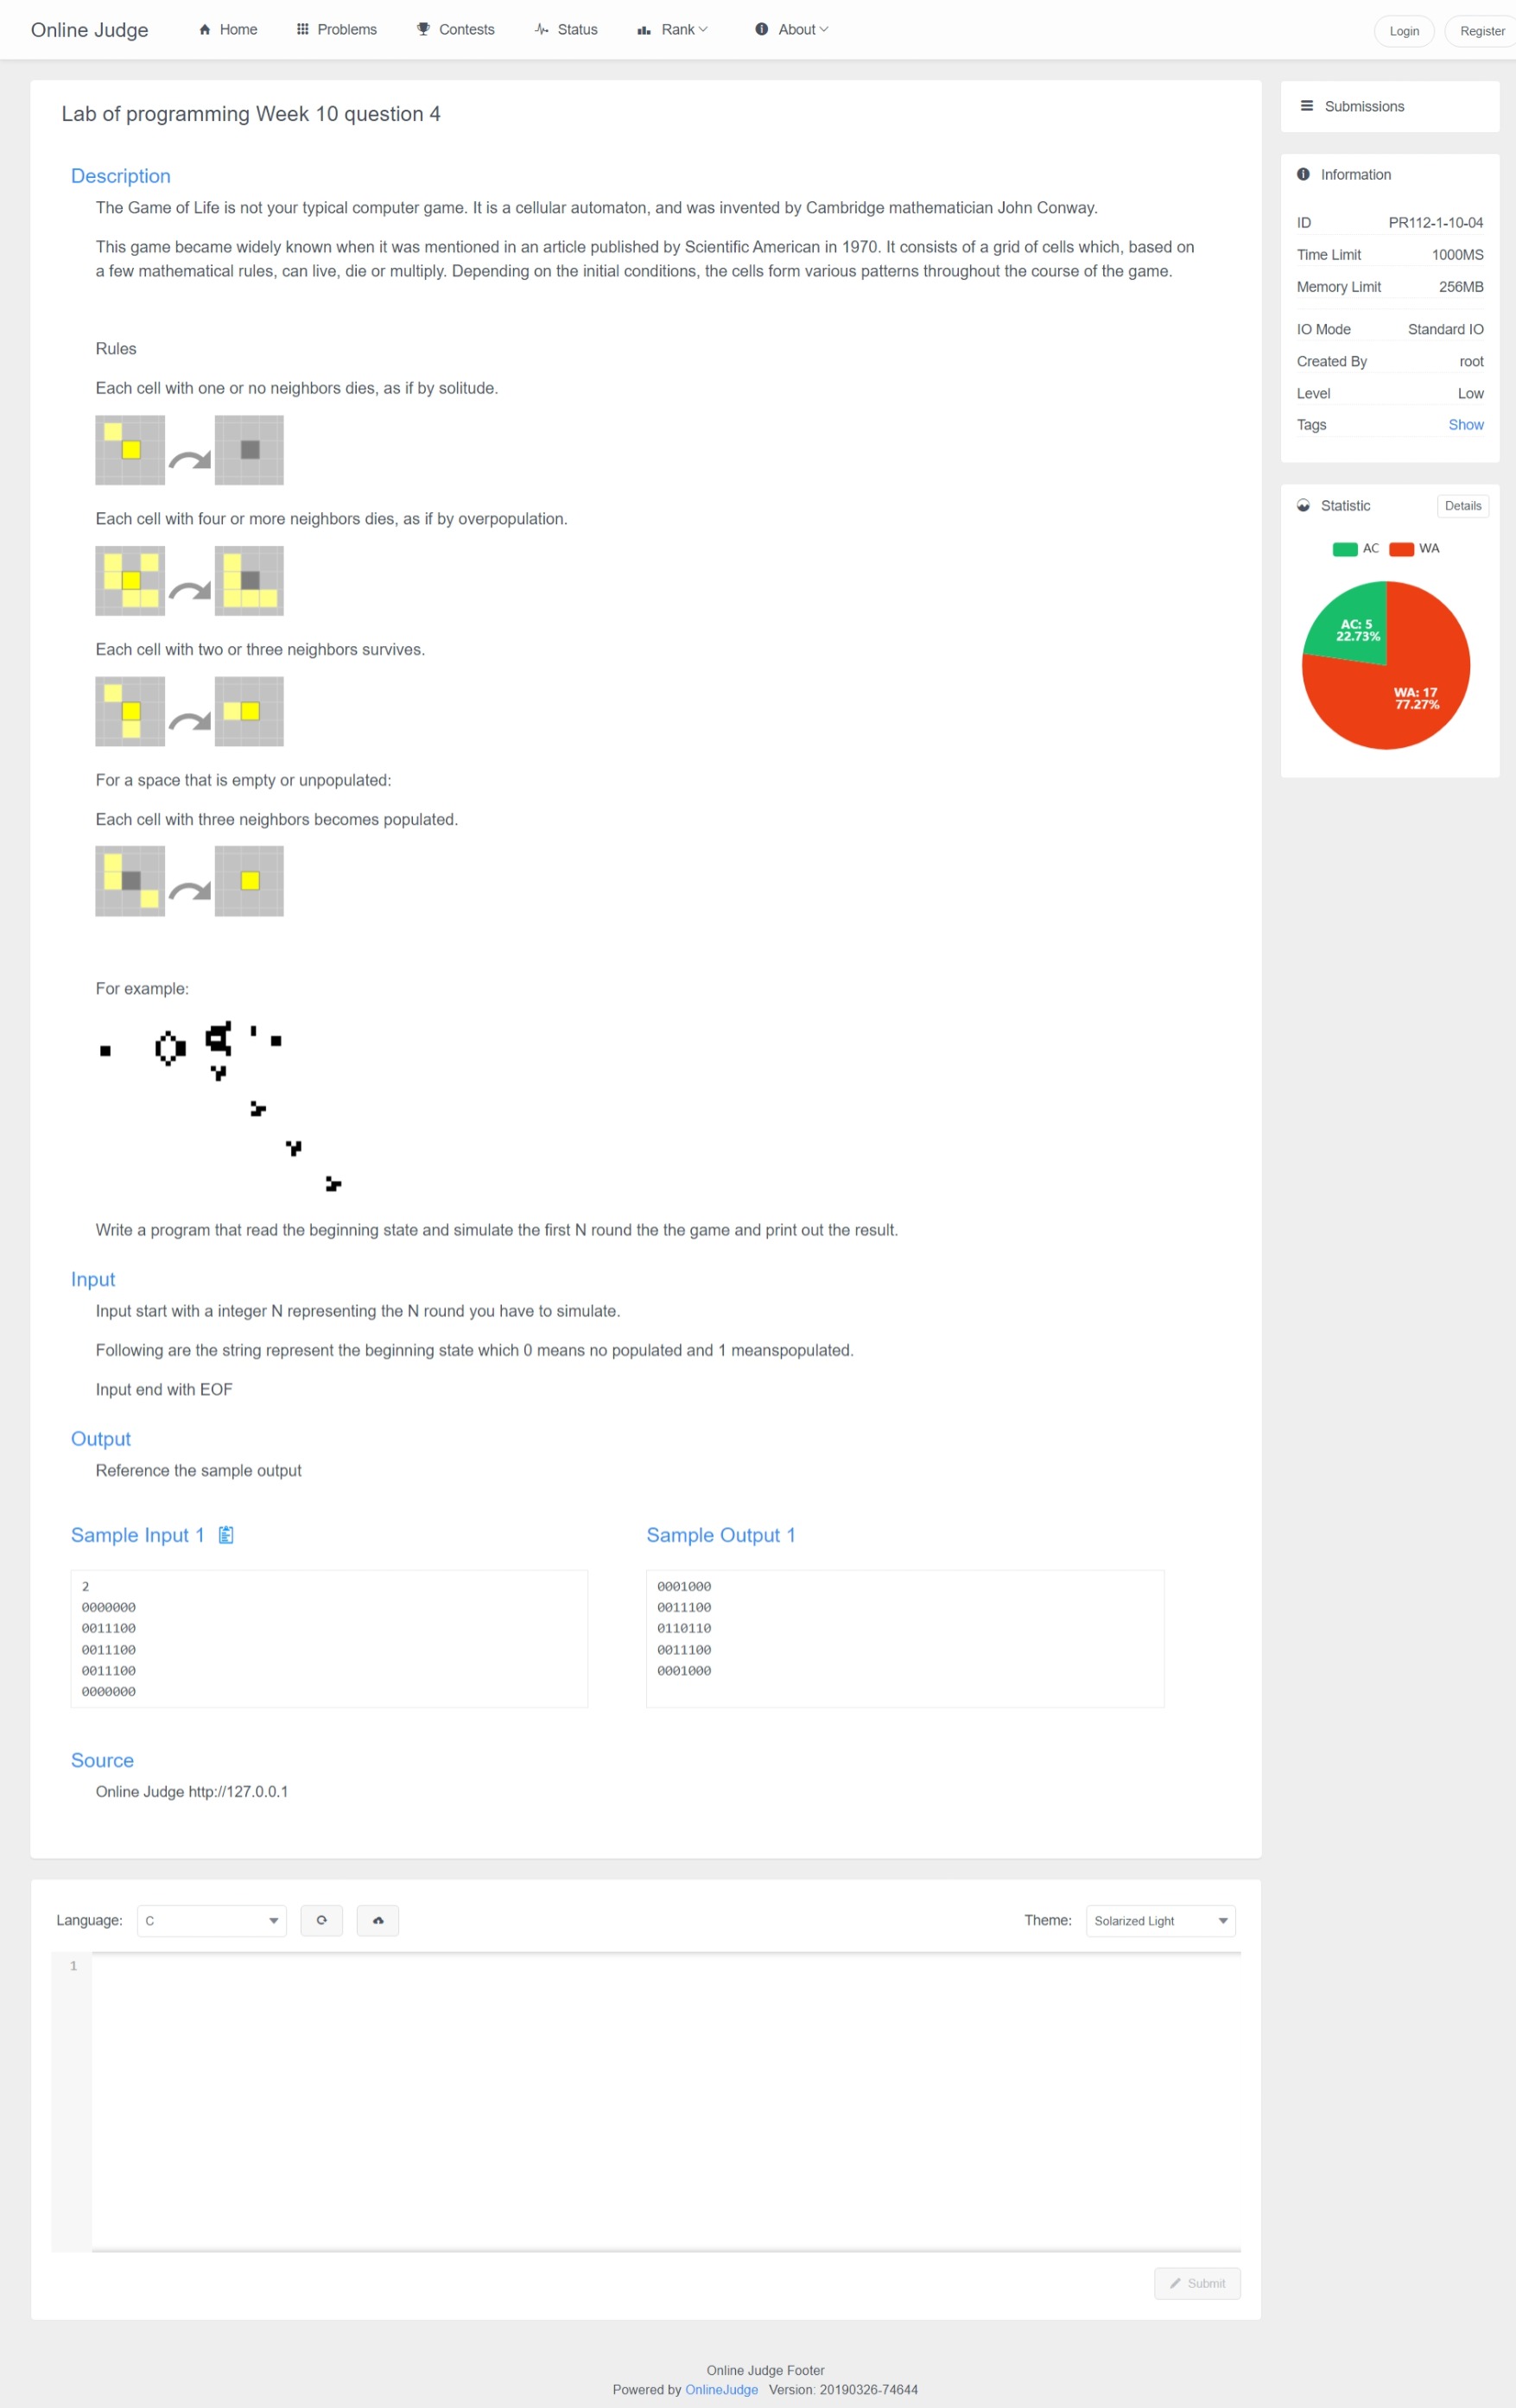 Online Judge Home Problems Contests Status Rank About Login Register
Lab of programming Week 10 question 4
Description
The Game of Life is not your typical computer game. It is a cellular automaton, and was invented by Cambridge mathematician John Conway.
This game became widely known when it was mentioned in an article published by Scientific American in 1970. It consists of a grid of cells which, based on
a few mathematical rules, can live, die or multiply. Depending on the initial conditions, the cells form various patterns throughout the course of the game.
Rules
Each cell with one or no neighbors dies, as if by solitude.
Each cell with four or more neighbors dies, as if by overpopulation.
Each cell with two or three neighbors survives.
For a space that is empty or unpopulated:
Each cell with three neighbors becomes populated.
For example:
Write a program that read the beginning state and simulate the first N round the the game and print out the result.
Input
Input start with a integer N representing the N round you have to simulate.
Following are the string represent the beginning state which 0 means no populated and 1 meanspopulated.
Input end with EOF
Output
Reference the sample output
Sample Input 1
2
0000000
0011100
0011100
0011100
0000000
Sample Output 1
0001000
0011100
0110110
0011100
0001000
Source
Online Judge http://127.0.0.1
Submissions
Information
ID PR112-1-10-04
Time Limit 1000MS
Memory Limit 256MB
IO Mode Standard IO
Created By root
Level Low
Tags Show
Statistic Details
AC WA
AC: 5
22.73%
WA: 17
77.27%
Language: C Theme: Solarized Light
1
Submit
Online Judge Footer
Powered by OnlineJudge Version: 20190326-74644